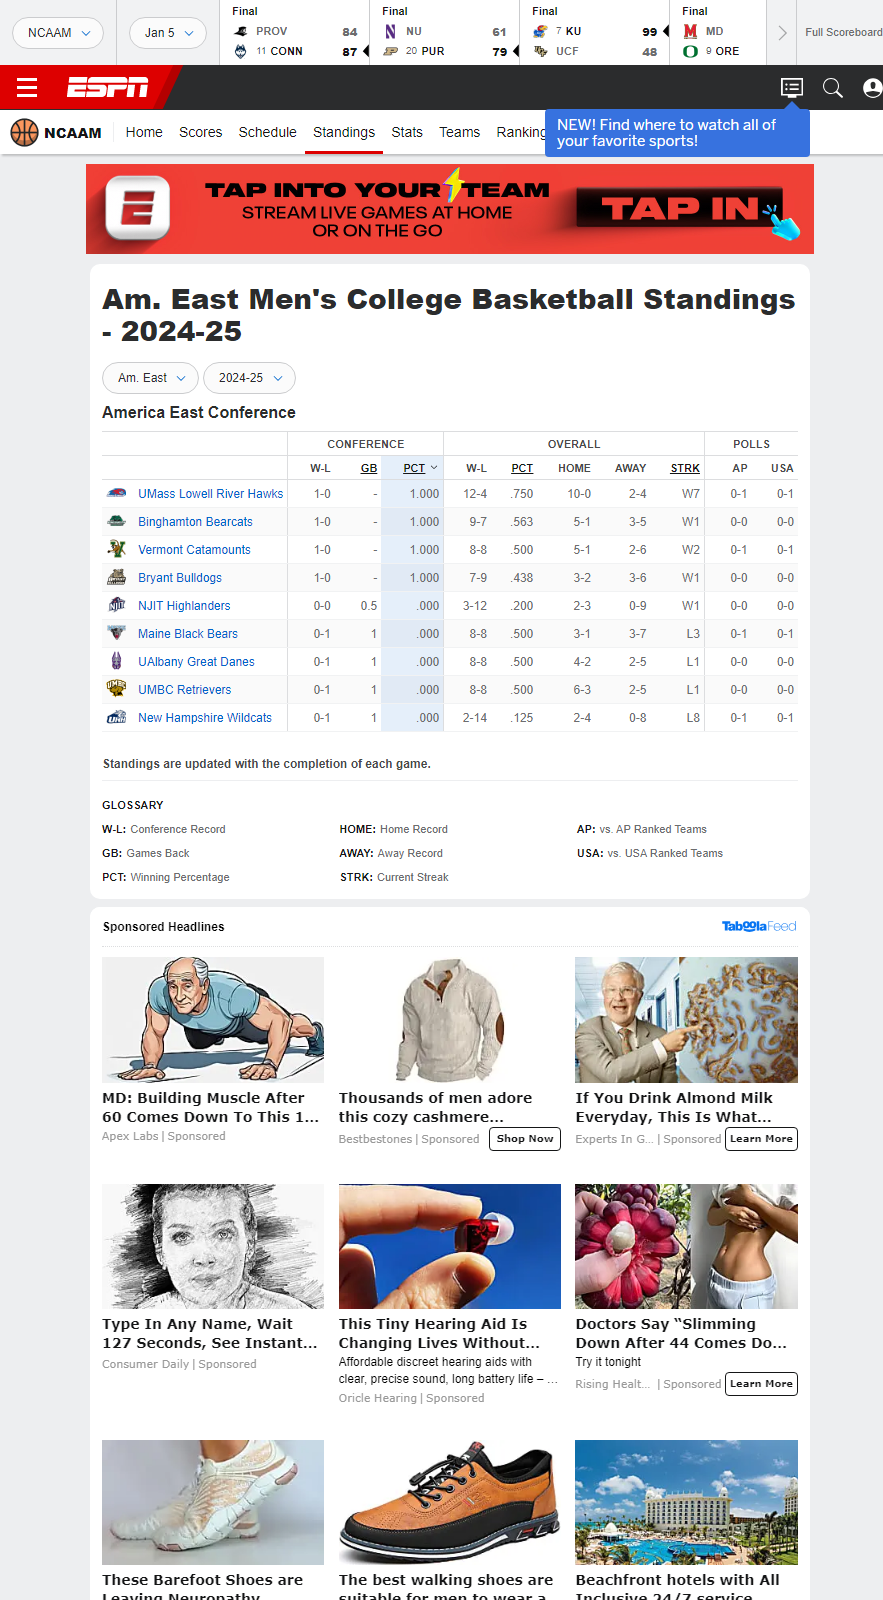 NCAAM
Jan 5
Final
PROV 84
11 CONN 87
Final
NU 61
20 PUR 79
Final
7 KU 99
UCF 48
Final
MD
9 ORE
Full Scoreboard
ESPN
NCAAM Home Scores Schedule Standings Stats Teams Ranking
NEW! Find where to watch all of
your favorite sports!
TAP INTO YOUR TEAM
STREAM LIVE GAMES AT HOME
OR ON THE GO
TAP IN
Am. East Men's College Basketball Standings
- 2024-25
Am. East 2024-25
America East Conference
CONFERENCE OVERALL POLLS
W-L GB PCT W-L PCT HOME AWAY STRK AP USA
UMass Lowell River Hawks 1-0 - 1.000 12-4 .750 10-0 2-4 W7 0-1 0-1
Binghamton Bearcats 1-0 - 1.000 9-7 .563 5-1 3-5 W1 0-0 0-0
Vermont Catamounts 1-0 - 1.000 8-8 .500 5-1 2-6 W2 0-1 0-1
Bryant Bulldogs 1-0 - 1.000 7-9 .438 3-2 3-6 W1 0-0 0-0
NJIT Highlanders 0-0 0.5 .000 3-12 .200 2-3 0-9 W1 0-0 0-0
Maine Black Bears 0-1 1 .000 8-8 .500 3-1 3-7 L3 0-1 0-1
UAlbany Great Danes 0-1 1 .000 8-8 .500 4-2 2-5 L1 0-0 0-0
UMBC Retrievers 0-1 1 .000 8-8 .500 6-3 2-5 L1 0-0 0-0
New Hampshire Wildcats 0-1 1 .000 2-14 .125 2-4 0-8 L8 0-1 0-1
Standings are updated with the completion of each game.
GLOSSARY
W-L: Conference Record HOME: Home Record AP: vs. AP Ranked Teams
GB: Games Back AWAY: Away Record USA: vs. USA Ranked Teams
PCT: Winning Percentage STRK: Current Streak
Sponsored Headlines
Taboola Feed
MD: Building Muscle After
60 Comes Down To This 1...
Apex Labs | Sponsored
Thousands of men adore
this cozy cashmere...
Bestbestones | Sponsored
Shop Now
If You Drink Almond Milk
Everyday, This Is What...
Experts In G... | Sponsored
Learn More
Type In Any Name, Wait
127 Seconds, See Instant...
Consumer Daily | Sponsored
This Tiny Hearing Aid Is
Changing Lives Without...
Affordable discreet hearing aids with
clear, precise sound, long battery life – ...
Oricle Hearing | Sponsored
Doctors Say “Slimming
Down After 44 Comes Do...
Try it tonight
Rising Healt... | Sponsored
Learn More
These Barefoot Shoes are
Leaving Neuropathy
The best walking shoes are
suitable for men to wear a
Beachfront hotels with All
Inclusive 24/7 service